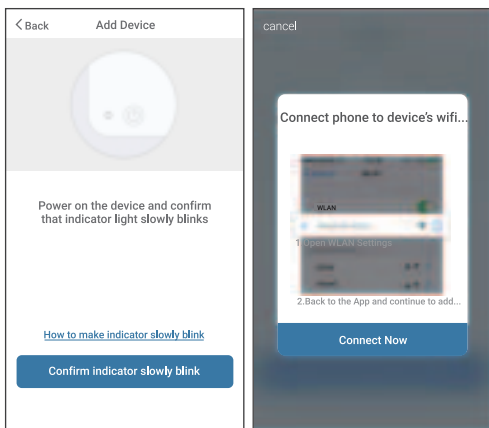 Back
Add Device
Power on the device and confirm
that indicator light slowly blinks
How to make indicator slowly blink
Confirm indicator slowly blink
cancel
Connect phone to device's wifi...
WLAN
1.Open WLAN Settings
2.Back to the App and continue to add...
Connect Now